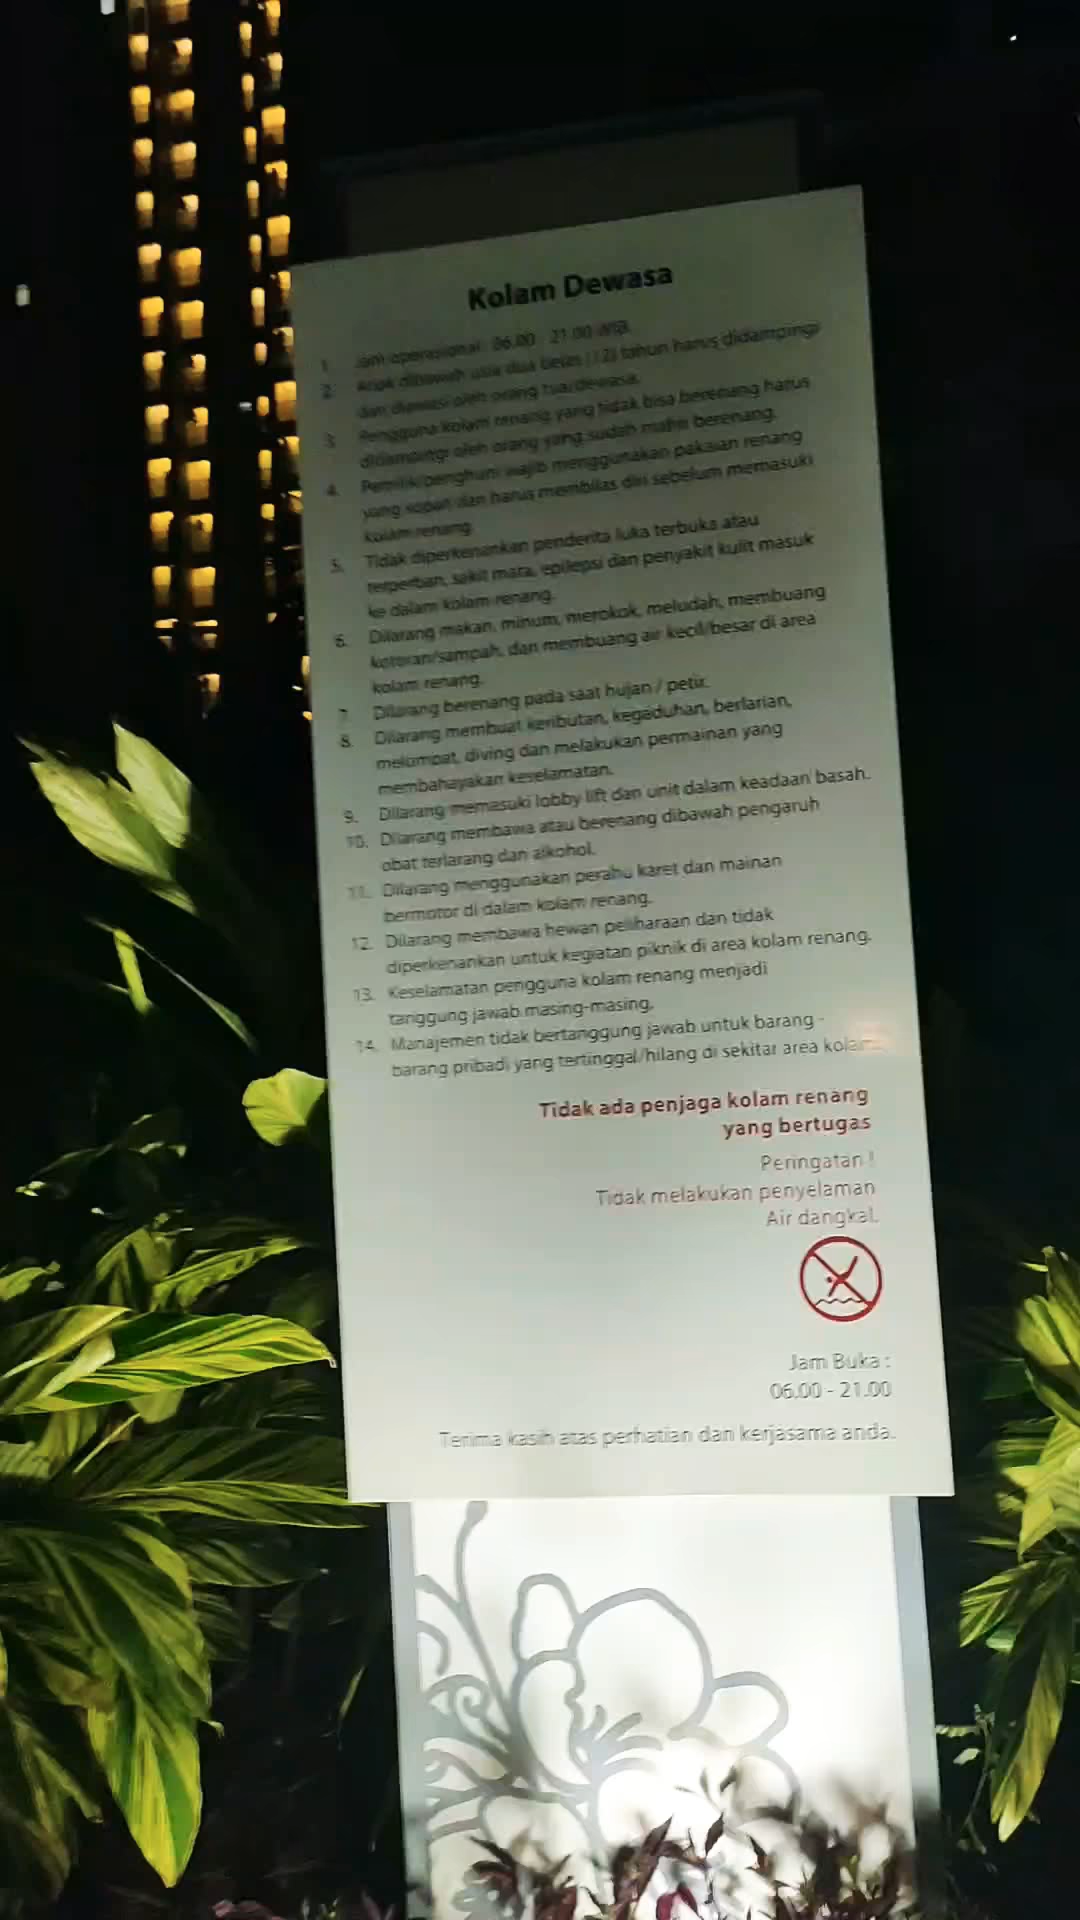 Kolam Dewasa
1. Jam operasional : 06.00 - 21.00 WIB.
2. Anak dibawah usia dua belas (12) tahun harus didampingi
dan diawasi oleh orang tua/dewasa.
3. Pengguna kolam renang yang tidak bisa berenang harus
didampingi oleh orang yang sudah mahir berenang.
4. Pemilik/penghuni wajib menggunakan pakaian renang
yang sopan dan harus membilas diri sebelum memasuki
kolam renang.
5. Tidak diperkenankan penderita luka terbuka atau
terperban, sakit mata, epilepsi dan penyakit kulit masuk
ke dalam kolam renang.
6. Dilarang makan, minum, merokok, meludah, membuang
kotoran/sampah, dan membuang air kecil/besar di area
kolam renang.
7. Dilarang berenang pada saat hujan / petir.
8. Dilarang membuat keributan, kegaduhan, berlarian,
melompat, diving dan melakukan permainan yang
membahayakan keselamatan.
9. Dilarang memasuki lobby lift dan unit dalam keadaan basah.
10. Dilarang membawa atau berenang dibawah pengaruh
obat terlarang dan alkohol.
11. Dilarang menggunakan perahu karet dan mainan
bermotor di dalam kolam renang.
12. Dilarang membawa hewan peliharaan dan tidak
diperkenankan untuk kegiatan piknik di area kolam renang.
13. Keselamatan pengguna kolam renang menjadi
tanggung jawab masing-masing.
14. Manajemen tidak bertanggung jawab untuk barang -
barang pribadi yang tertinggal/hilang di sekitar area kolam.
Tidak ada penjaga kolam renang
yang bertugas
Peringatan !
Tidak melakukan penyelaman
Air dangkal.
Jam Buka :
06.00 - 21.00
Terima kasih atas perhatian dan kerjasama anda.